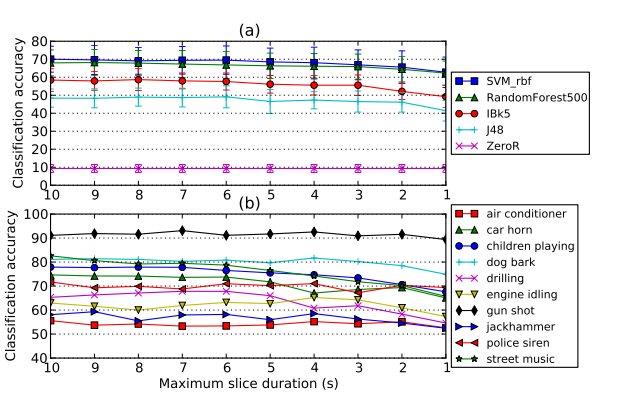 (a)
Classification accuracy
80
70
60
50
40
30
20
10
0
10 9 8 7 6 5 4 3 2 1
SVM_rbf
RandomForest500
IBk5
J48
ZeroR
(b)
Classification accuracy
100
90
80
70
60
50
40
10 9 8 7 6 5 4 3 2 1
Maximum slice duration (s)
air conditioner
car horn
children playing
dog bark
drilling
engine idling
gun shot
jackhammer
police siren
street music